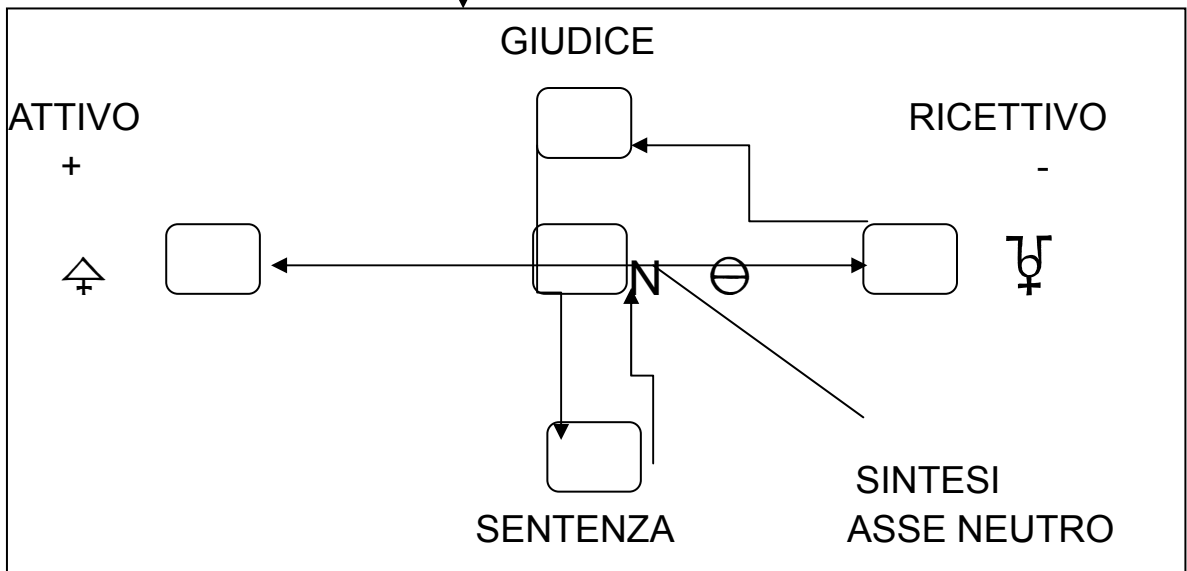 GIUDICE
ATTIVO
RICETTIVO
+
-
N
SINTESI
SENTENZA
ASSE NEUTRO